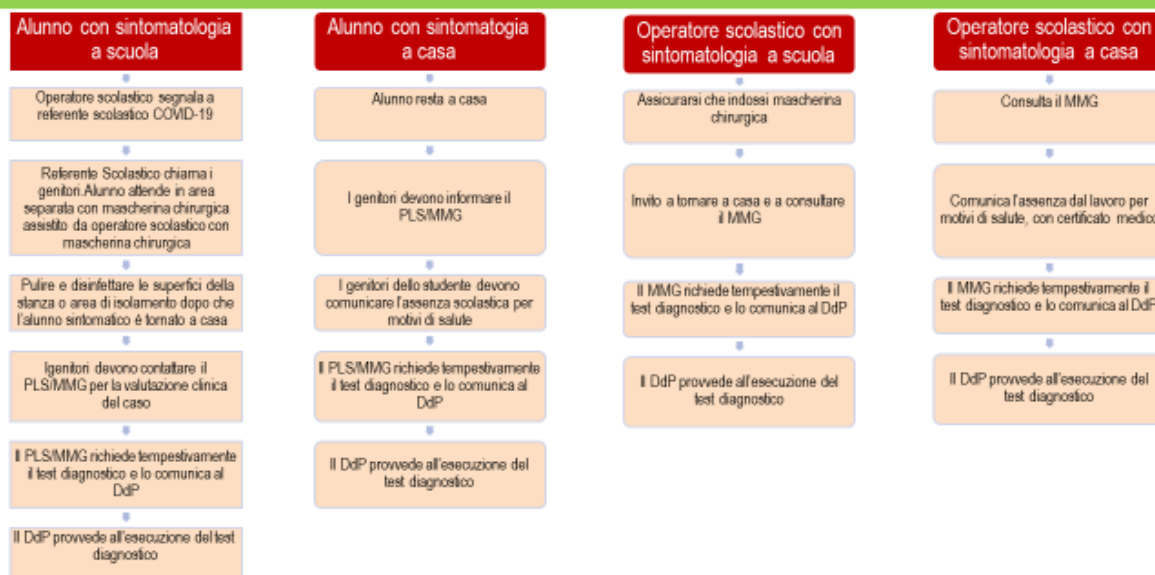 Alunno con sintomatologia
a scuola
Operatore scolastico segnala a
referente scolastico COVID-19
Referente Scolastico chiama i
genitori. Alunno attende in area
separata con mascherina chirurgica
assistito da operatore scolastico con
mascherina chirurgica
Pulire e disinfettare le superfici della
stanza o area di isolamento dopo che
l'alunno sintomatico è tornato a casa
Igenitori devono contattare il
PLS/MMG per la valutazione clinica
del caso
Il PLS/MMG richiede tempestivamente
il test diagnostico e lo comunica al
DdP
Il DdP provvede all'esecuzione del test
diagnostico
Alunno con sintomatogia
a casa
Alunno resta a casa
I genitori devono informare il
PLS/MMG
I genitori dello studente devono
comunicare l'assenza scolastica per
motivi di salute
Il PLS/MMG richiede tempestivamente
il test diagnostico e lo comunica al
DdP
Il DdP provvede all'esecuzione del
test diagnostico
Operatore scolastico con
sintomatologia a scuola
Assicurarsi che indossi mascherina
chirurgica
Invito a tornare a casa e a consultare
il MMG
Il MMG richiede tempestivamente il
test diagnostico e lo comunica al DdP
Il DdP provvede all'esecuzione del
test diagnostico
Operatore scolastico con
sintomatologia a casa
Consulta il MMG
Comunica l'assenza dal lavoro per
motivi di salute, con certificato medico
Il MMG richiede tempestivamente il
test diagnostico e lo comunica al DdP
Il DdP provvede all'esecuzione del
test diagnostico